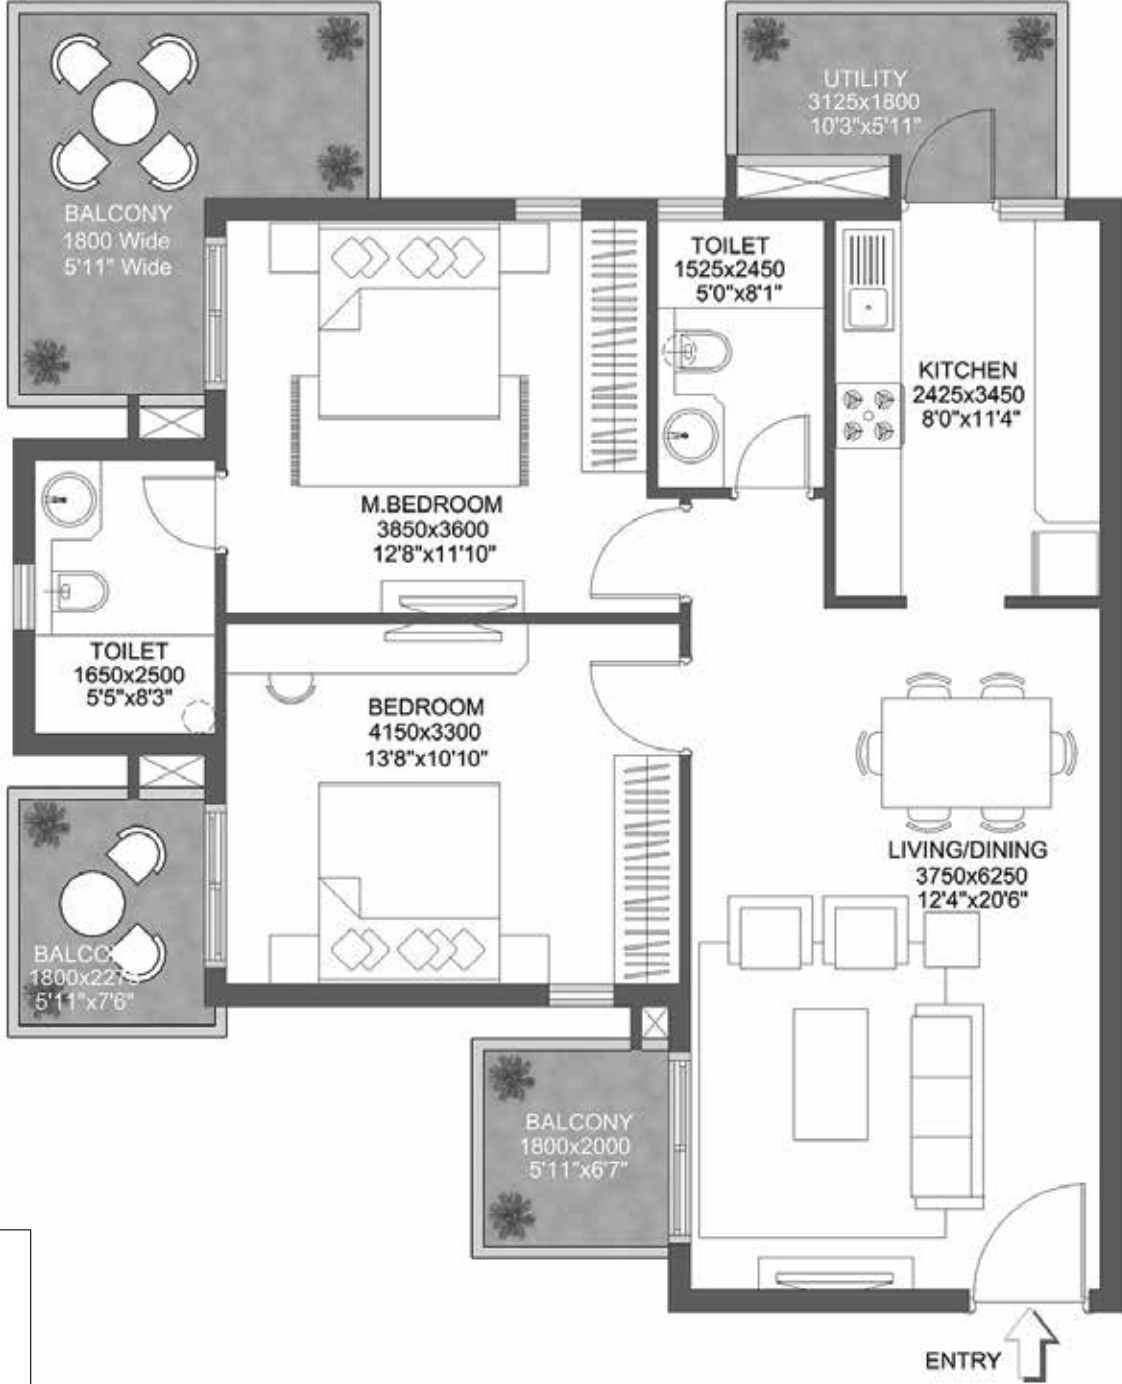 UTILITY
3125x1800
10'3"x5'11"
BALCONY
1800 Wide
5'11" Wide
TOILET
1525x2450
5'0"x8'1"
KITCHEN
2425x3450
8'0"x11'4"
M.BEDROOM
3850x3600
12'8"x11'10"
TOILET
1650x2500
5'5"x8'3"
BEDROOM
4150x3300
13'8"x10'10"
LIVING/DINING
3750x6250
12'4"x20'6"
5'11"x7'6"
BALCONY
1800x2000
5'11"x6'7"
ENTRY